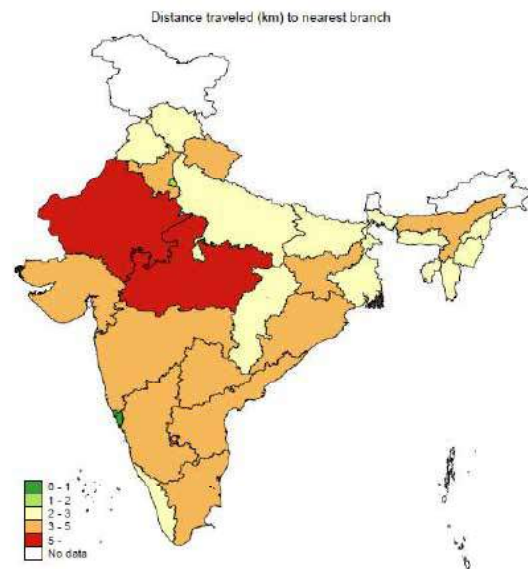 Distance traveled (km) to nearest branch
0 - 1
1 - 2
2 - 3
3 - 5
5 -
No data